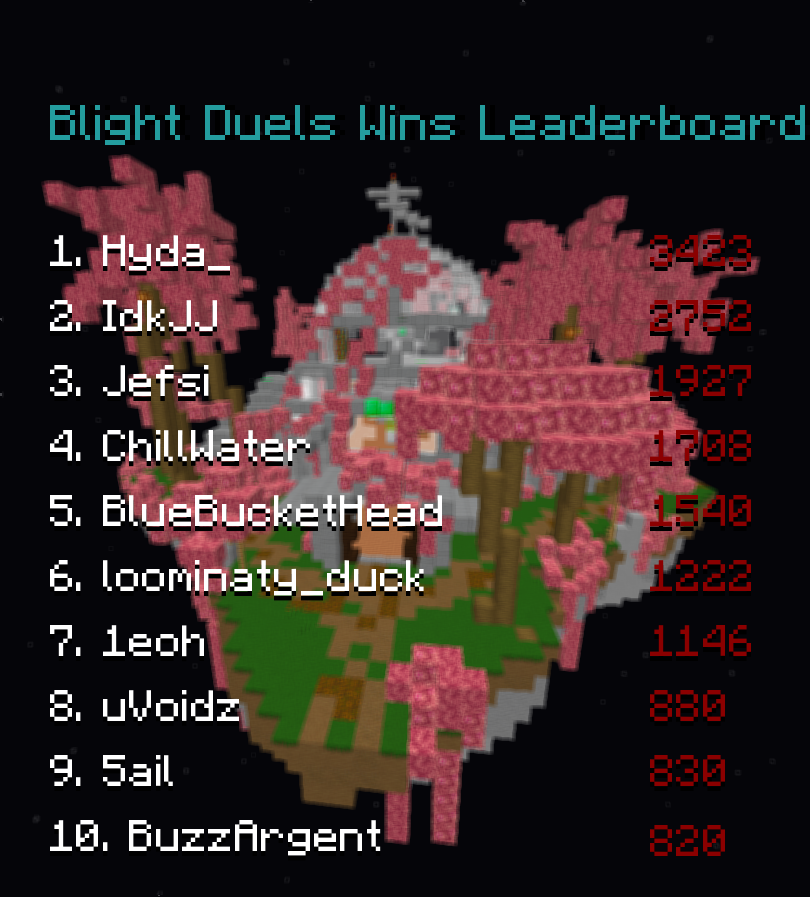 Blight Duels Wins Leaderboard
1. Hyda_ 3423
2. IdkJJ 2752
3. Jefsi 1927
4. ChillWater 1708
5. BlueBucketHead 1540
6. loominaty_duck 1222
7. 1eoh 1146
8. uVoidz 880
9. 5ail 830
10. BuzzArgent 820